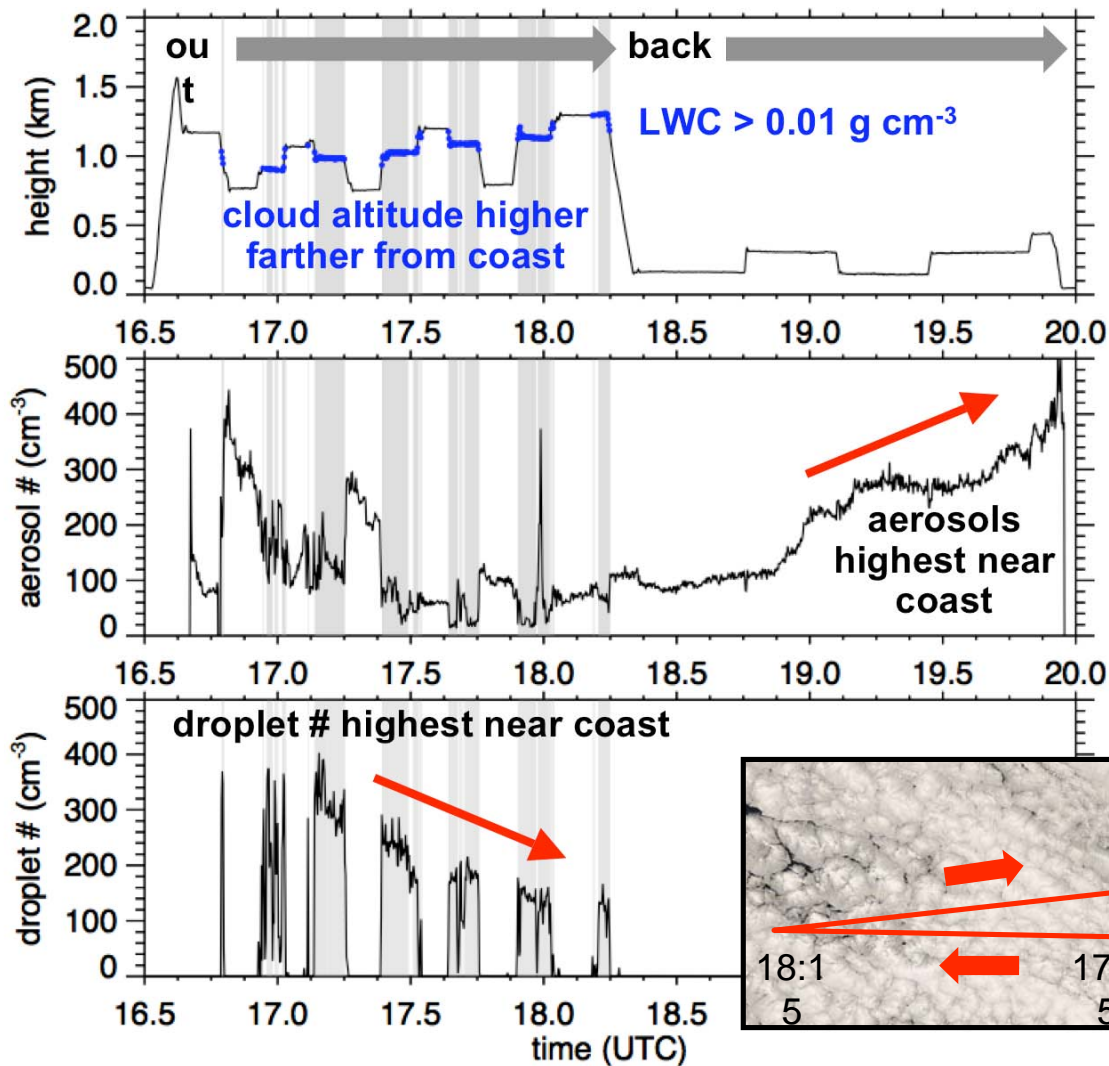 2.0
ou
t
back
1.5
LWC > 0.01 g cm-3
1.0
height (km)
cloud altitude higher
farther from coast
0.5
0.0
16.5 17.0 17.5 18.0 18.5 19.0 19.5 20.0
500
400
300
aerosol # (cm-3)
200
aerosols
highest near
coast
100
0
16.5 17.0 17.5 18.0 18.5 19.0 19.5 20.0
500
droplet # highest near coast
400
300
droplet # (cm-3)
200
100
0
18:1
5
17
5
16.5 17.0 17.5 18.0 18.5
time (UTC)